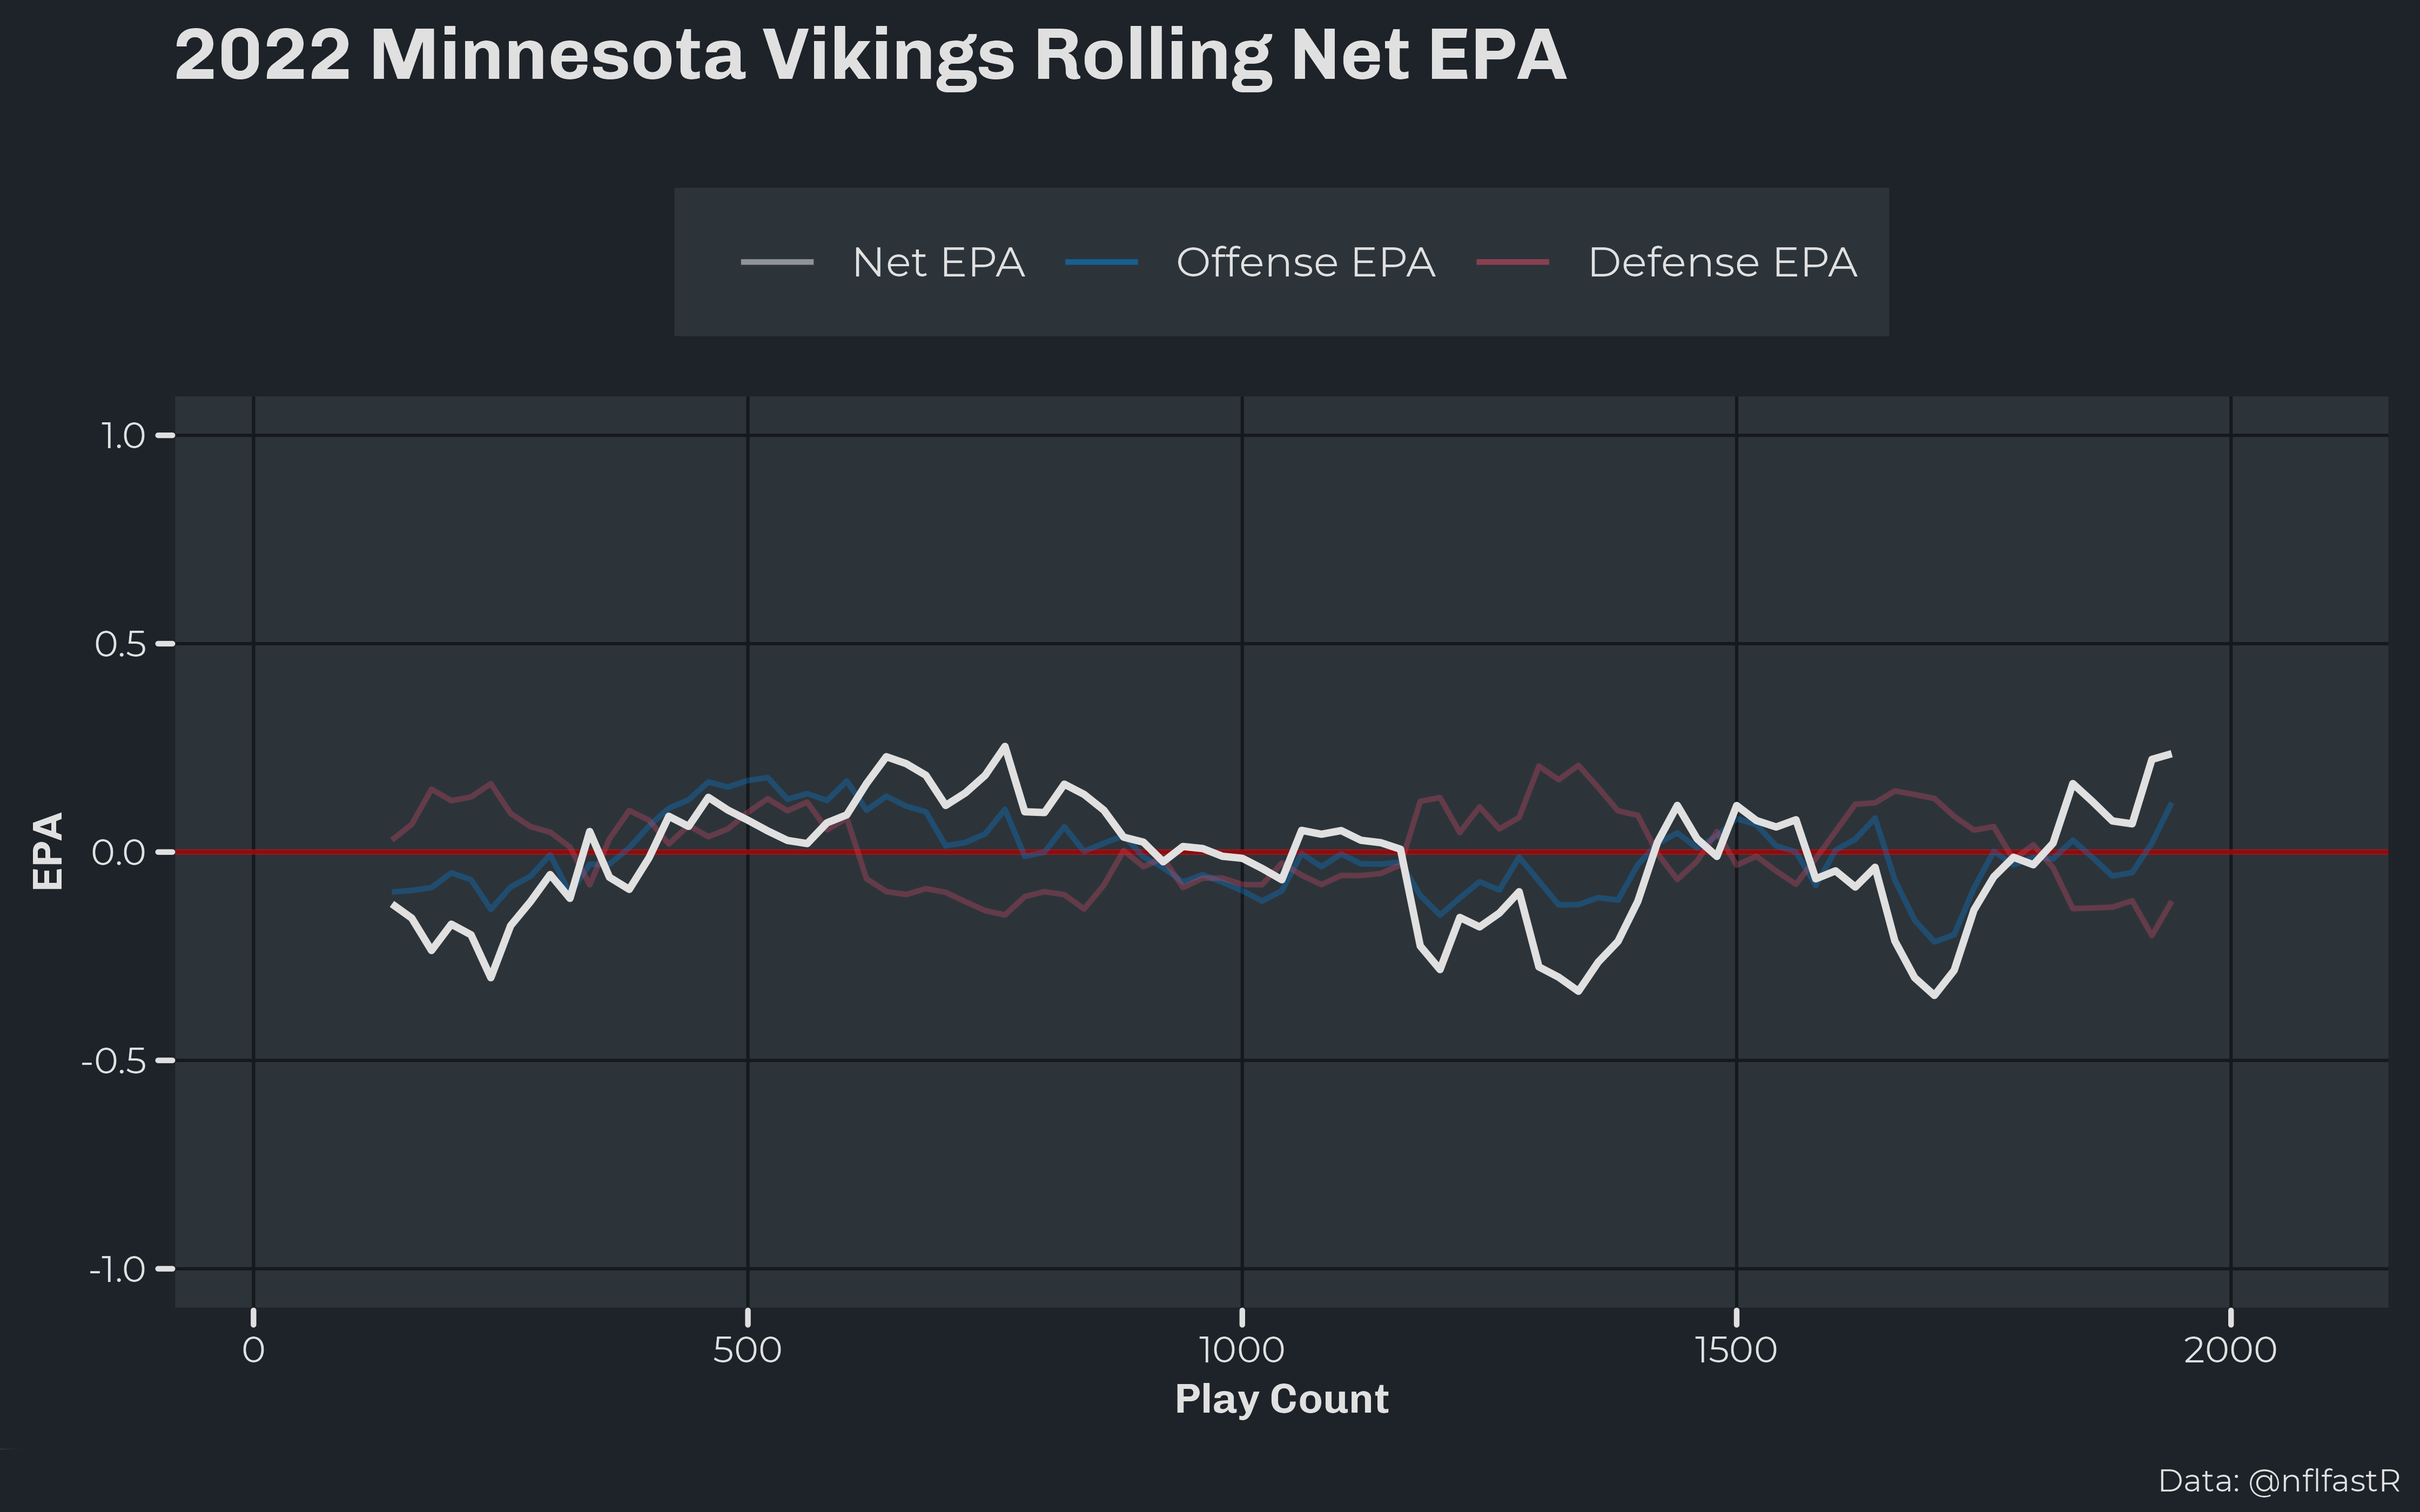 2022 Minnesota Vikings Rolling Net EPA
Net EPA Offense EPA Defense EPA
1.0
0.5
0.0
-0.5
-1.0
EPA
0 500 1000 1500 2000
Play Count
Data: @nflfastR